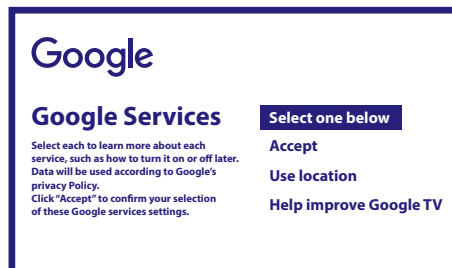 Google
Google Services
Select each to learn more about each
service, such as how to turn it on or off later.
Data will be used according to Google's
privacy Policy.
Click “Accept” to confirm your selection
of these Google services settings.
Select one below
Accept
Use location
Help improve Google TV